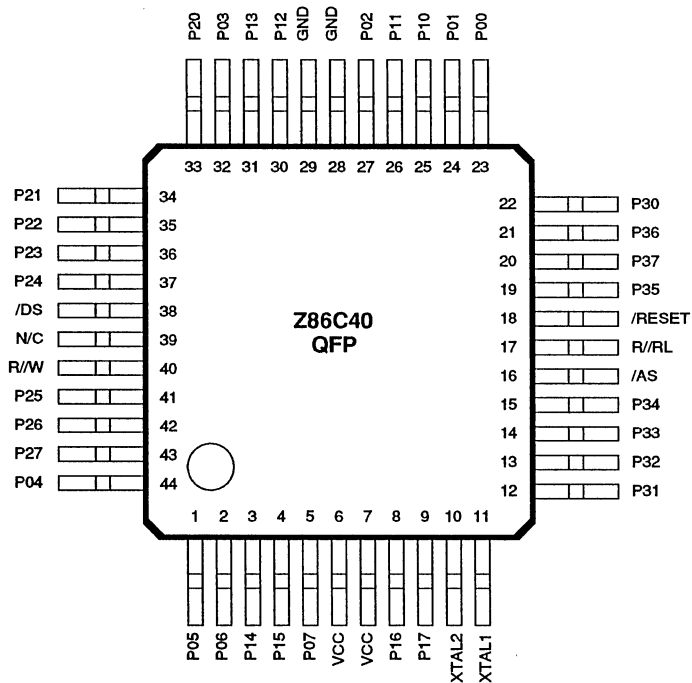 P20 P03 P13 P12 GND GND P02 P11 P10 P01 P00
33 32 31 30 29 28 27 26 25 24 23
P21 34
P22 35
P23 36
P24 37
/DS 38
N/C 39
R//W 40
P25 41
P26 42
P27 43
P04 44
Z86C40
QFP
22 P30
21 P36
20 P37
19 P35
18 /RESET
17 R//RL
16 /AS
15 P34
14 P33
13 P32
12 P31
1 2 3 4 5 6 7 8 9 10 11
P05 P06 P14 P15 P07 VCC VCC P16 P17 XTAL2 XTAL1